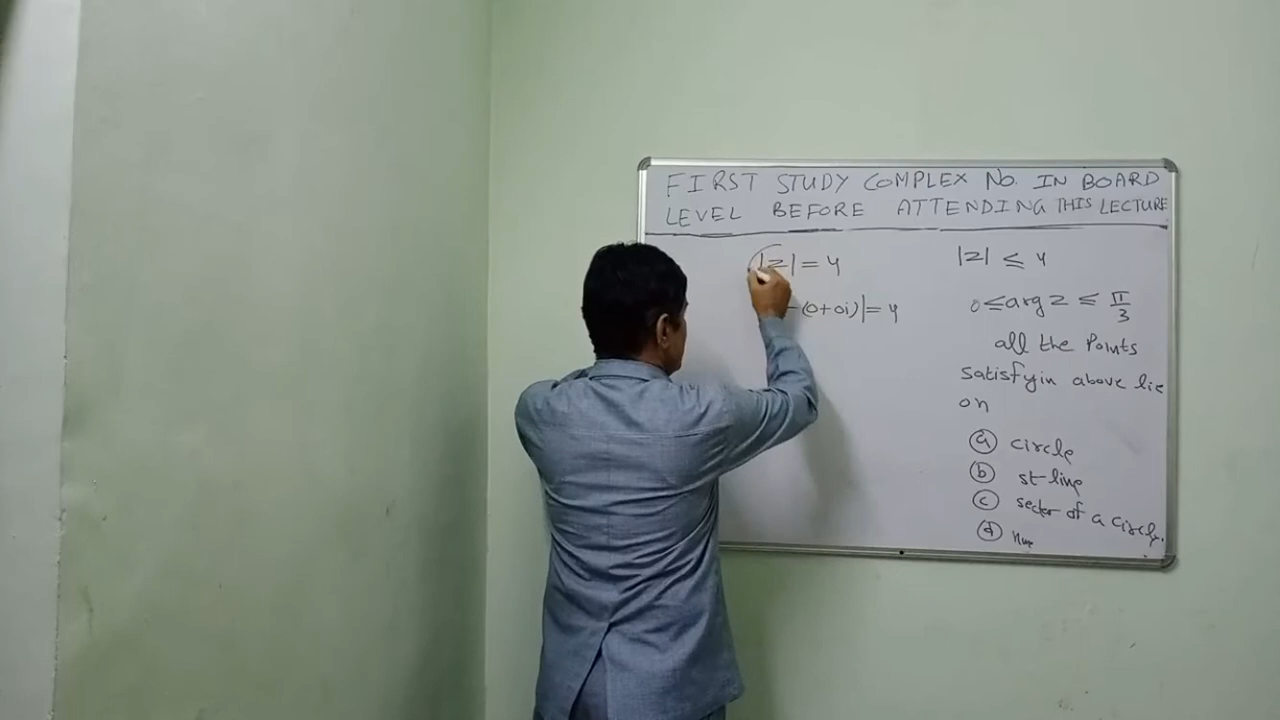 FIRST STUDY COMPLEX NO. IN BOARD
LEVEL BEFORE ATTENDING THIS LECTURE
|z| = 4
-(0+0i)| = 4
|z| ≤ 4
0 ≤ arg z ≤ π/3
all the points
satisfyin above lie
on
(a) circle
(b) st-line
(c) sector of a circle.
(d)